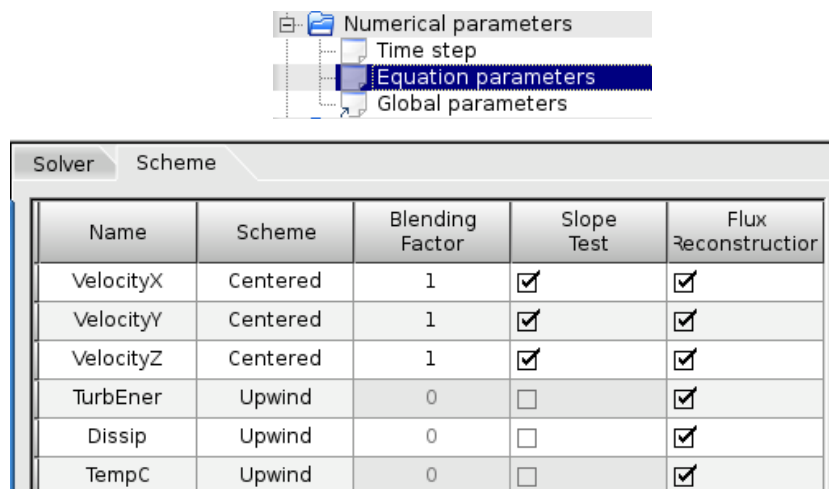 Numerical parameters
Time step
Equation parameters
Global parameters
Solver Scheme
Name Scheme Blending Factor Slope Test Flux Reconstruction
VelocityX Centered 1
VelocityY Centered 1
VelocityZ Centered 1
TurbEner Upwind 0
Dissip Upwind 0
TempC Upwind 0